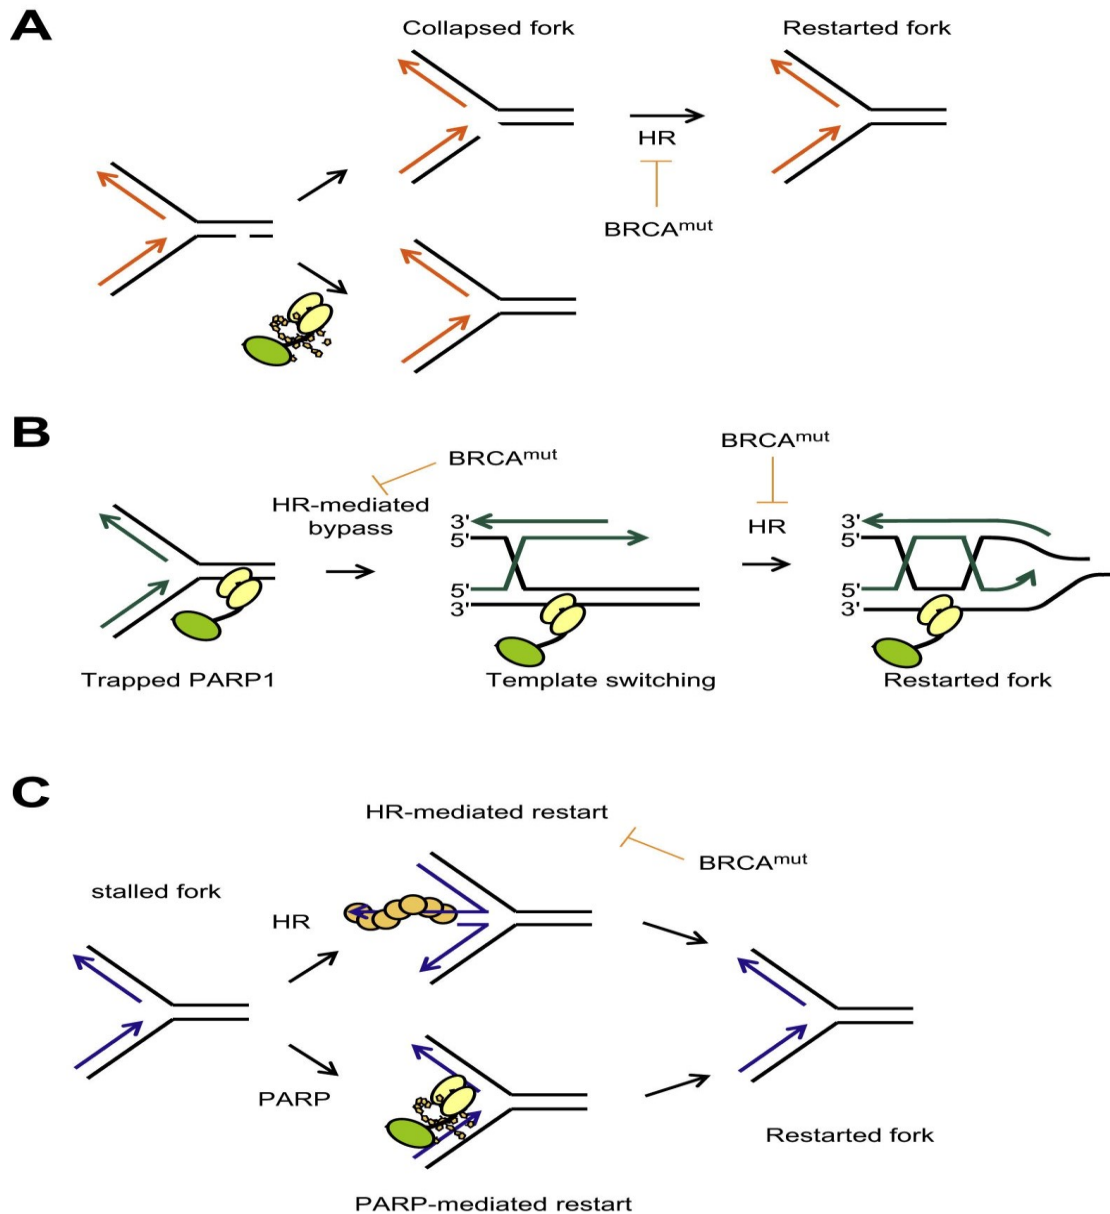 A
Collapsed fork
Restarted fork
HR
BRCAmut
B
BRCAmut
BRCAmut
HR-mediated
bypass
HR
3'
5'
5'
3'
3'
5'
5'
3'
Trapped PARP1
Template switching
Restarted fork
C
HR-mediated restart
BRCAmut
stalled fork
HR
PARP
Restarted fork
PARP-mediated restart